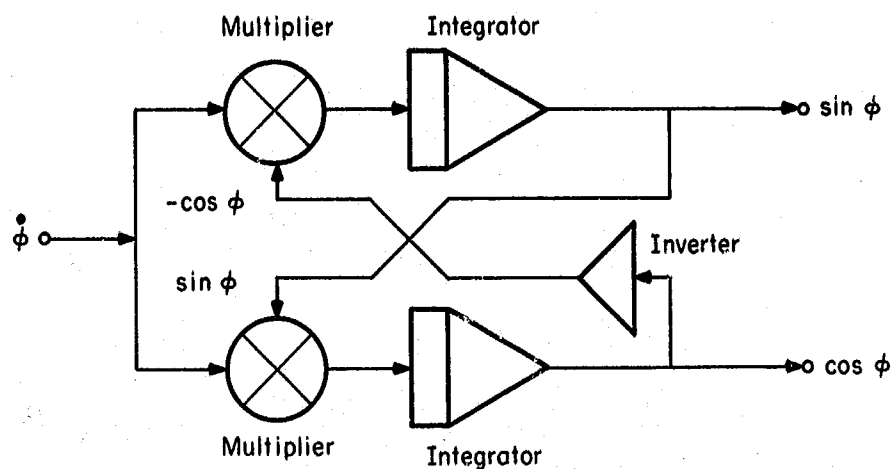 Multiplier
Integrator
sin ϕ
-cos ϕ
ϕ̇
Inverter
sin ϕ
cos ϕ
Multiplier
Integrator